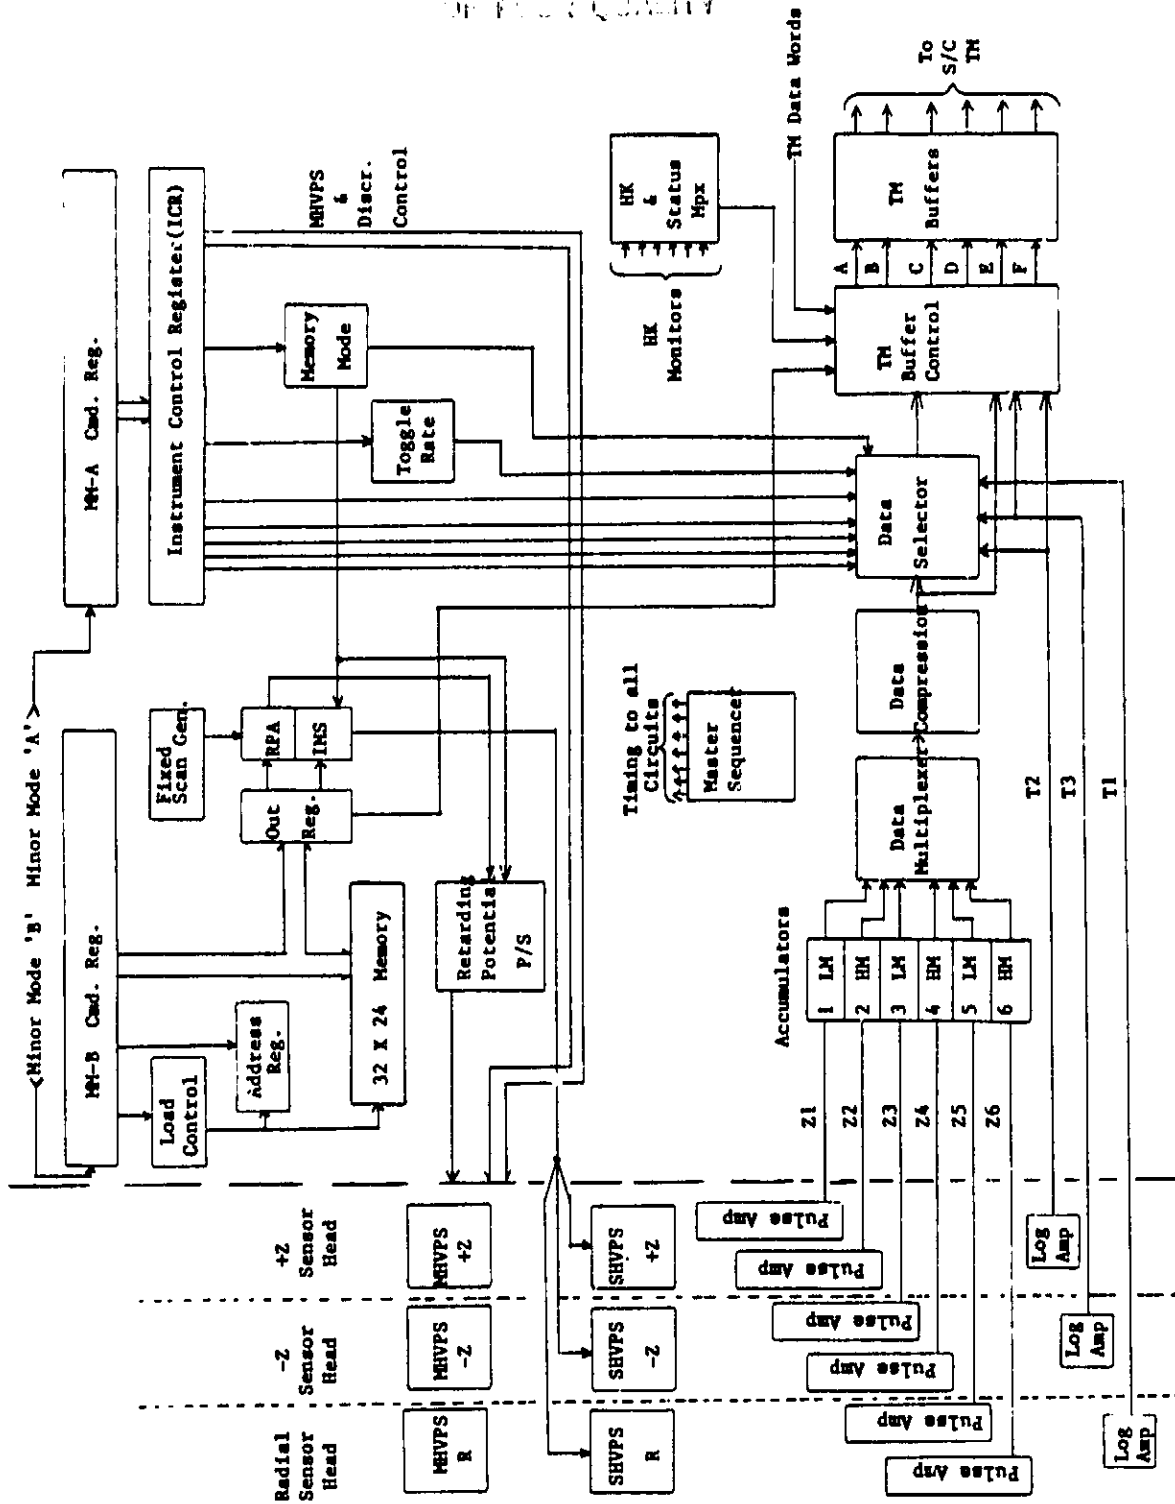 <Minor Mode 'B' Minor Mode 'A'>
MM-B Cmd. Reg.
MM-A Cmd. Reg.
Load
Control
Address
Reg.
32 X 24 Memory
Fixed
Scan Gen.
Out
Reg.
RPA
IMS
Instrument Control Register(ICR)
MHVPS
&
Discr.
Control
Memory
Mode
Toggle
Rate
Retarding
Potential
P/S
+Z
Sensor
Head
-Z
Sensor
Head
Radial
Sensor
Head
MHVPS
+Z
MHVPS
-Z
MHVPS
R
SHVPS
+Z
SHVPS
-Z
SHVPS
R
Timing to all
Circuits
Master
Sequencer
HK
Monitors
HK
&
Status
Mpx
TM Data Words
Pulse Amp
Pulse Amp
Pulse Amp
Pulse Amp
Pulse Amp
Pulse Amp
Z1
Z2
Z3
Z4
Z5
Z6
Accumulators
1 LM
2 HM
3 LM
4 HM
5 LM
6 HM
Data
Multiplexer
Data
Compression
Data
Selector
TM
Buffer
Control
A
B
C
D
E
F
TM
Buffers
To
S/C
TM
Log
Amp
Log
Amp
Log
Amp
T2
T3
T1